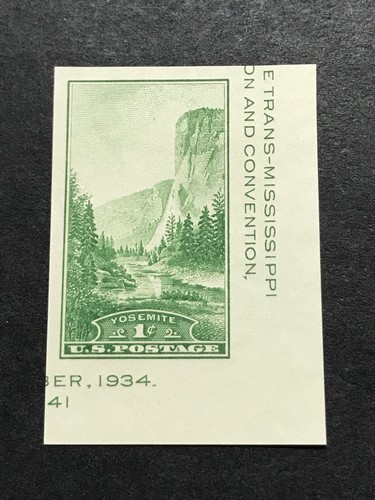 E TRANS-MISSISSIPPI
ON AND CONVENTION,
YOSEMITE
1¢
U.S. POSTAGE
BER, 1934.
41